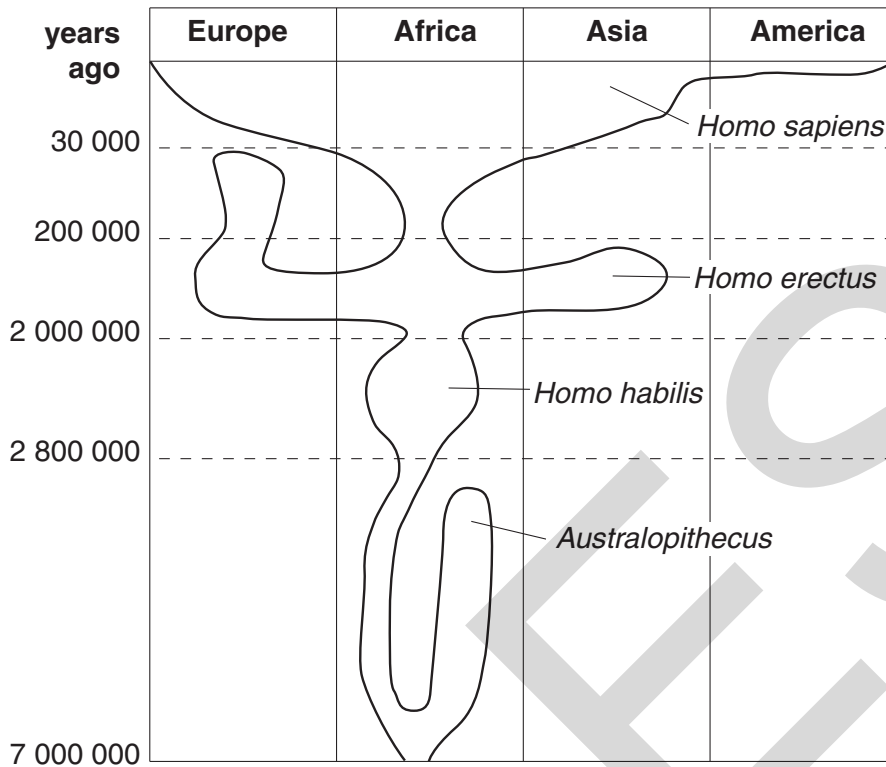 years ago
Europe
Africa
Asia
America
Homo sapiens
30 000
200 000
Homo erectus
2 000 000
Homo habilis
2 800 000
Australopithecus
7 000 000